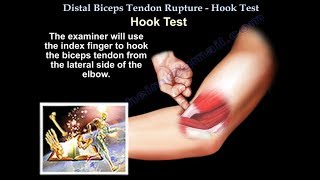 Distal Biceps Tendon Rupture - Hook Test
Hook Test
The examiner will use
the index finger to hook
the biceps tendon from
the lateral side of the
elbow.